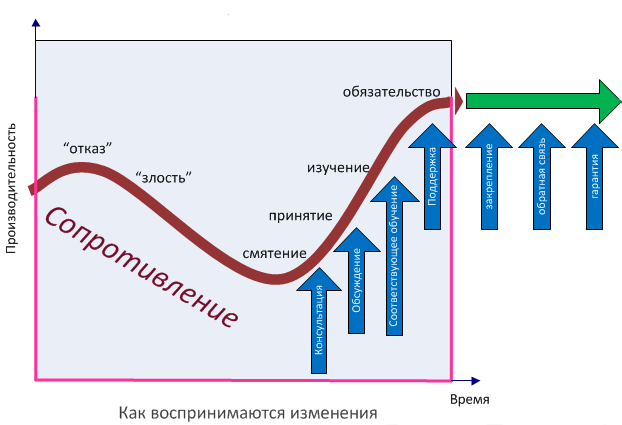 Производительность
“отказ”
“злость”
Сопротивление
смятение
принятие
изучение
обязательство
Консультация
Обсуждение
Соответствующее обучение
Поддержка
закрепление
обратная связь
гарантия
Время
Как воспринимаются изменения